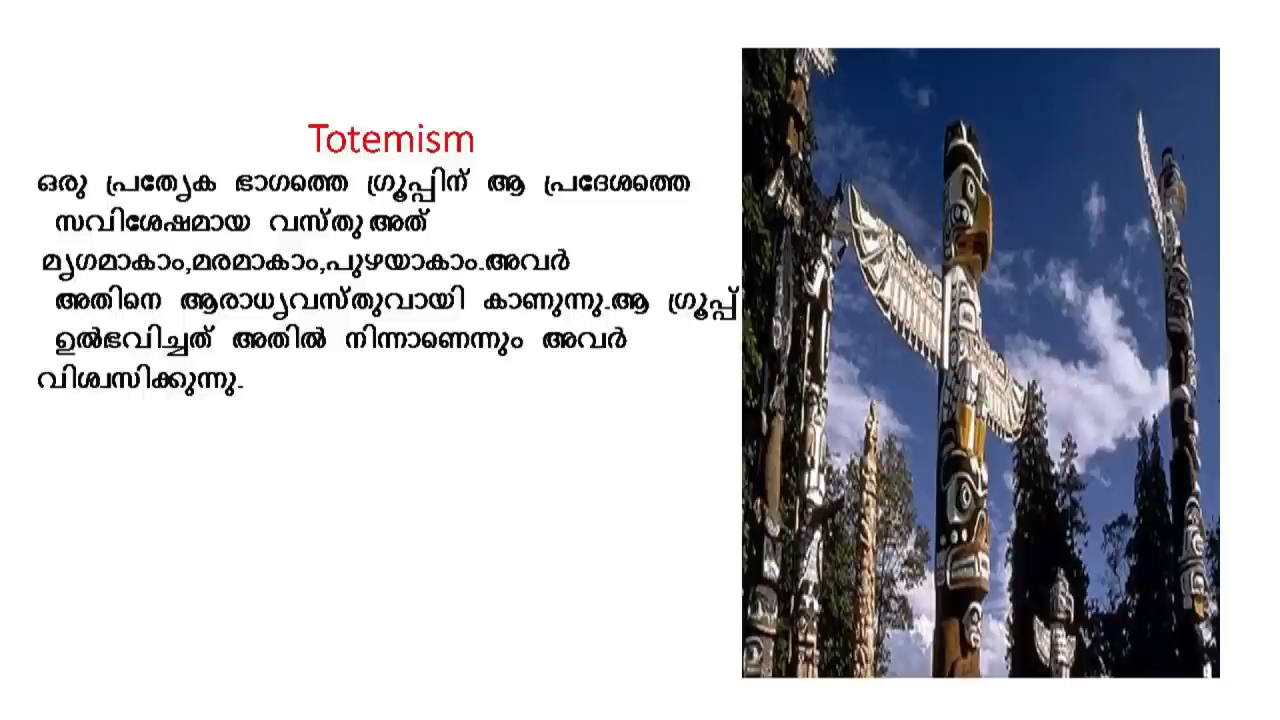 Totemism
ഒരു പ്രത്യേക ഭാഗത്തെ ഗ്രൂപ്പിന് ആ പ്രദേശത്തെ
സവിശേഷമായ വസ്തു അത്
മൃഗമാകാം,മരമാകാം,പുഴയാകാം.അവർ
അതിനെ ആരാധ്യവസ്തുവായി കാണുന്നു.ആ ഗ്രൂപ്പ്
ഉൽഭവിച്ചത് അതിൽ നിന്നാണെന്നും അവർ
വിശ്വസിക്കുന്നു.